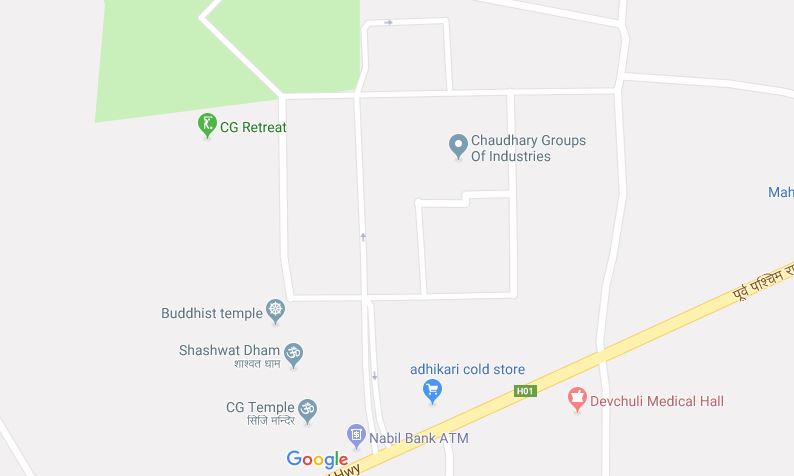 CG Retreat
Chaudhary Groups
Of Industries
Mah
पूर्व पश्चिम रा
Buddhist temple
Shashwat Dham
शाश्वत धाम
adhikari cold store
H01
Devchuli Medical Hall
CG Temple
सिजि मन्दिर
Nabil Bank ATM
Google
Hwy